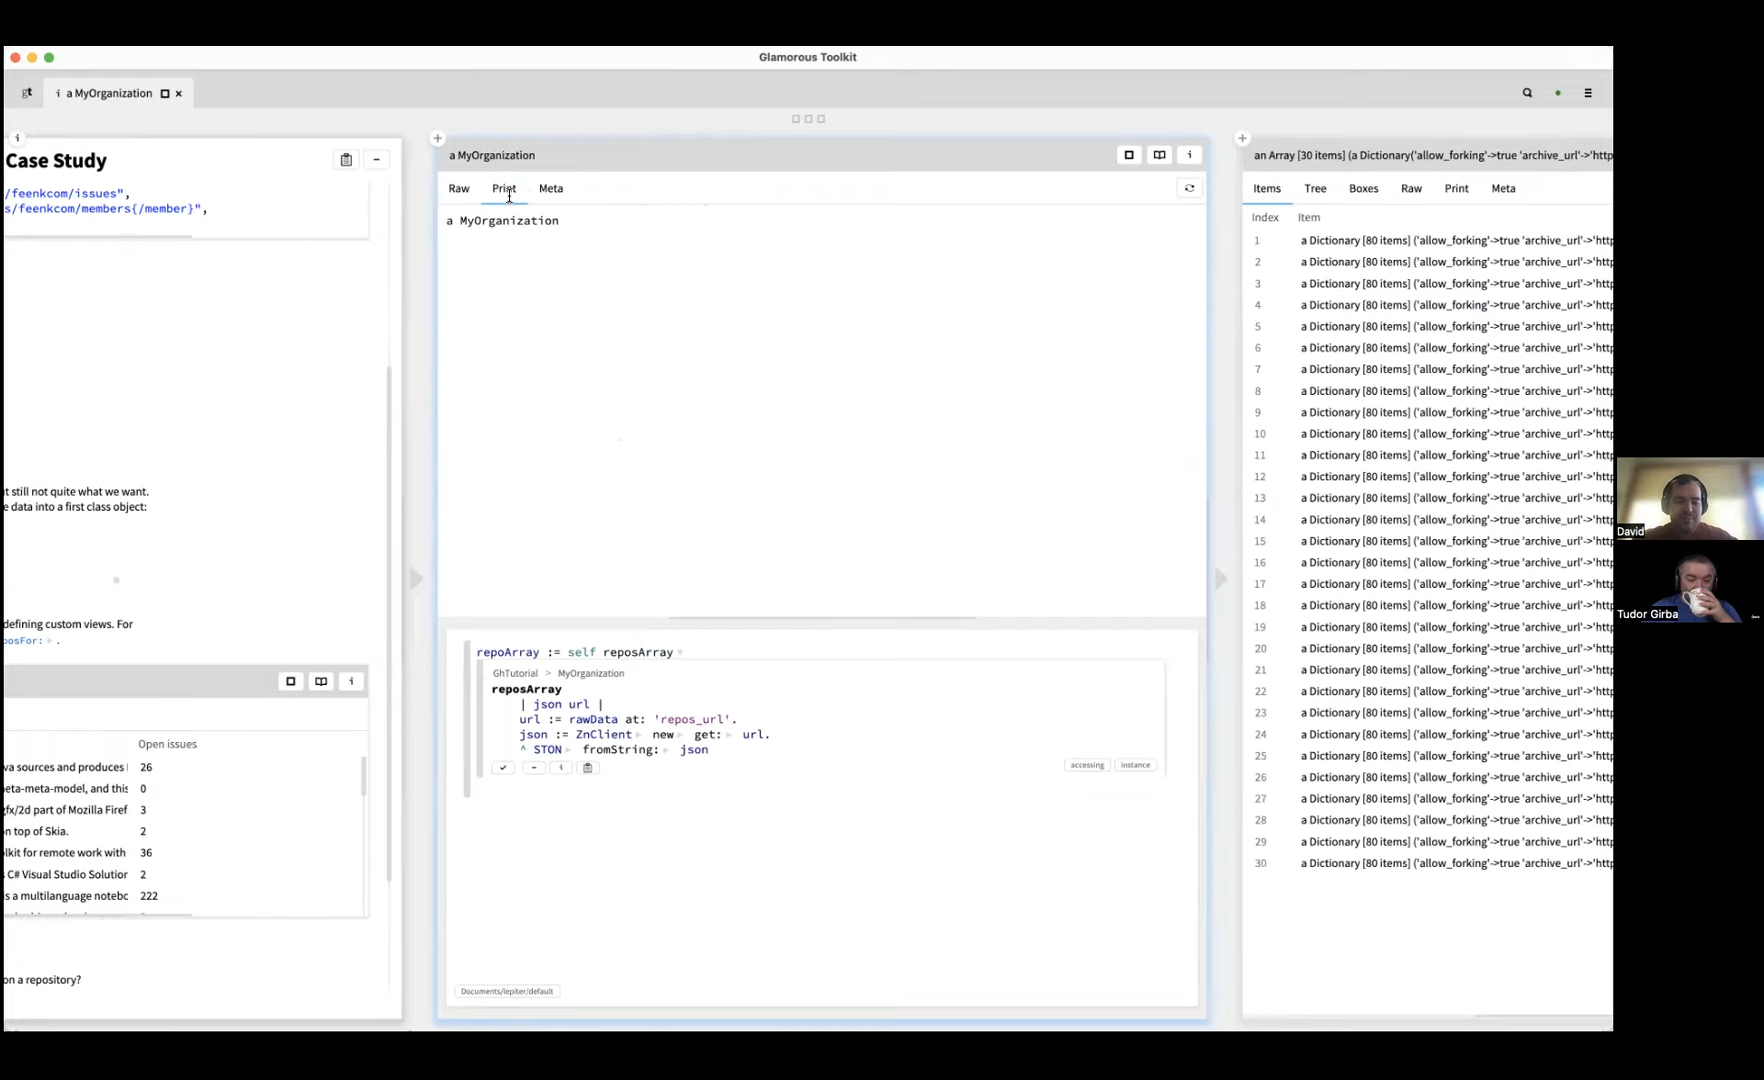 Glamorous Toolkit
gt
i a MyOrganization
Case Study
/feenkcom/issues",
s/feenkcom/members{/member}",
t still not quite what we want.
e data into a first class object:
defining custom views. For
osFor: .
i
Open issues
va sources and produces 26
eta-meta-model, and this 0
gfx/2d part of Mozilla Firef 3
n top of Skia. 2
lkit for remote work with 36
C# Visual Studio Solution 2
is a multilanguage notebo 222
on a repository?
a MyOrganization
i
Raw Print Meta
a MyOrganization
repoArray := self reposArray
GhTutorial > MyOrganization
reposArray
| json url |
url := rawData at: 'repos_url'.
json := ZnClient new get: url.
^ STON fromString: json
i
accessing instance
Documents/lepiter/default
an Array [30 items] (a Dictionary('allow_forking'->true 'archive_url'->'http
Items Tree Boxes Raw Print Meta
Index Item
1 a Dictionary [80 items] ('allow_forking'->true 'archive_url'->'http
2 a Dictionary [80 items] ('allow_forking'->true 'archive_url'->'http
3 a Dictionary [80 items] ('allow_forking'->true 'archive_url'->'http
4 a Dictionary [80 items] ('allow_forking'->true 'archive_url'->'http
5 a Dictionary [80 items] ('allow_forking'->true 'archive_url'->'http
6 a Dictionary [80 items] ('allow_forking'->true 'archive_url'->'http
7 a Dictionary [80 items] ('allow_forking'->true 'archive_url'->'http
8 a Dictionary [80 items] ('allow_forking'->true 'archive_url'->'http
9 a Dictionary [80 items] ('allow_forking'->true 'archive_url'->'http
10 a Dictionary [80 items] ('allow_forking'->true 'archive_url'->'http
11 a Dictionary [80 items] ('allow_forking'->true 'archive_url'->'http
12 a Dictionary [80 items] ('allow_forking'->true 'archive_url'->'http
13 a Dictionary [80 items] ('allow_forking'->true 'archive_url'->'http
14 a Dictionary [80 items] ('allow_forking'->true 'archive_url'->'http
15 a Dictionary [80 items] ('allow_forking'->true 'archive_url'->'http
16 a Dictionary [80 items] ('allow_forking'->true 'archive_url'->'http
17 a Dictionary [80 items] ('allow_forking'->true 'archive_url'->'http
18 a Dictionary [80 items] ('allow_forking'->true 'archive_url'->'http
19 a Dictionary [80 items] ('allow_forking'->true 'archive_url'->'http
20 a Dictionary [80 items] ('allow_forking'->true 'archive_url'->'http
21 a Dictionary [80 items] ('allow_forking'->true 'archive_url'->'http
22 a Dictionary [80 items] ('allow_forking'->true 'archive_url'->'http
23 a Dictionary [80 items] ('allow_forking'->true 'archive_url'->'http
24 a Dictionary [80 items] ('allow_forking'->true 'archive_url'->'http
25 a Dictionary [80 items] ('allow_forking'->true 'archive_url'->'http
26 a Dictionary [80 items] ('allow_forking'->true 'archive_url'->'http
27 a Dictionary [80 items] ('allow_forking'->true 'archive_url'->'http
28 a Dictionary [80 items] ('allow_forking'->true 'archive_url'->'http
29 a Dictionary [80 items] ('allow_forking'->true 'archive_url'->'http
30 a Dictionary [80 items] ('allow_forking'->true 'archive_url'->'http
David
Tudor Girba